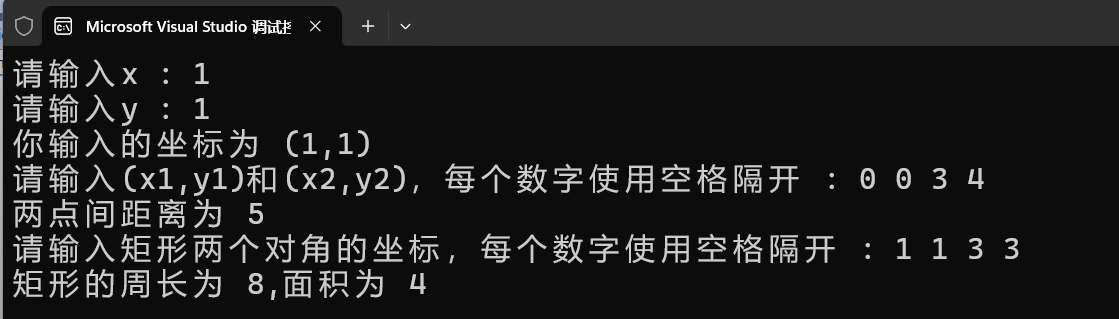 Microsoft Visual Studio 调试
请输入x : 1
请输入y : 1
你输入的坐标为 (1,1)
请输入(x1,y1)和(x2,y2), 每个数字使用空格隔开 : 0 0 3 4
两点间距离为 5
请输入矩形两个对角的坐标, 每个数字使用空格隔开 : 1 1 3 3
矩形的周长为 8,面积为 4